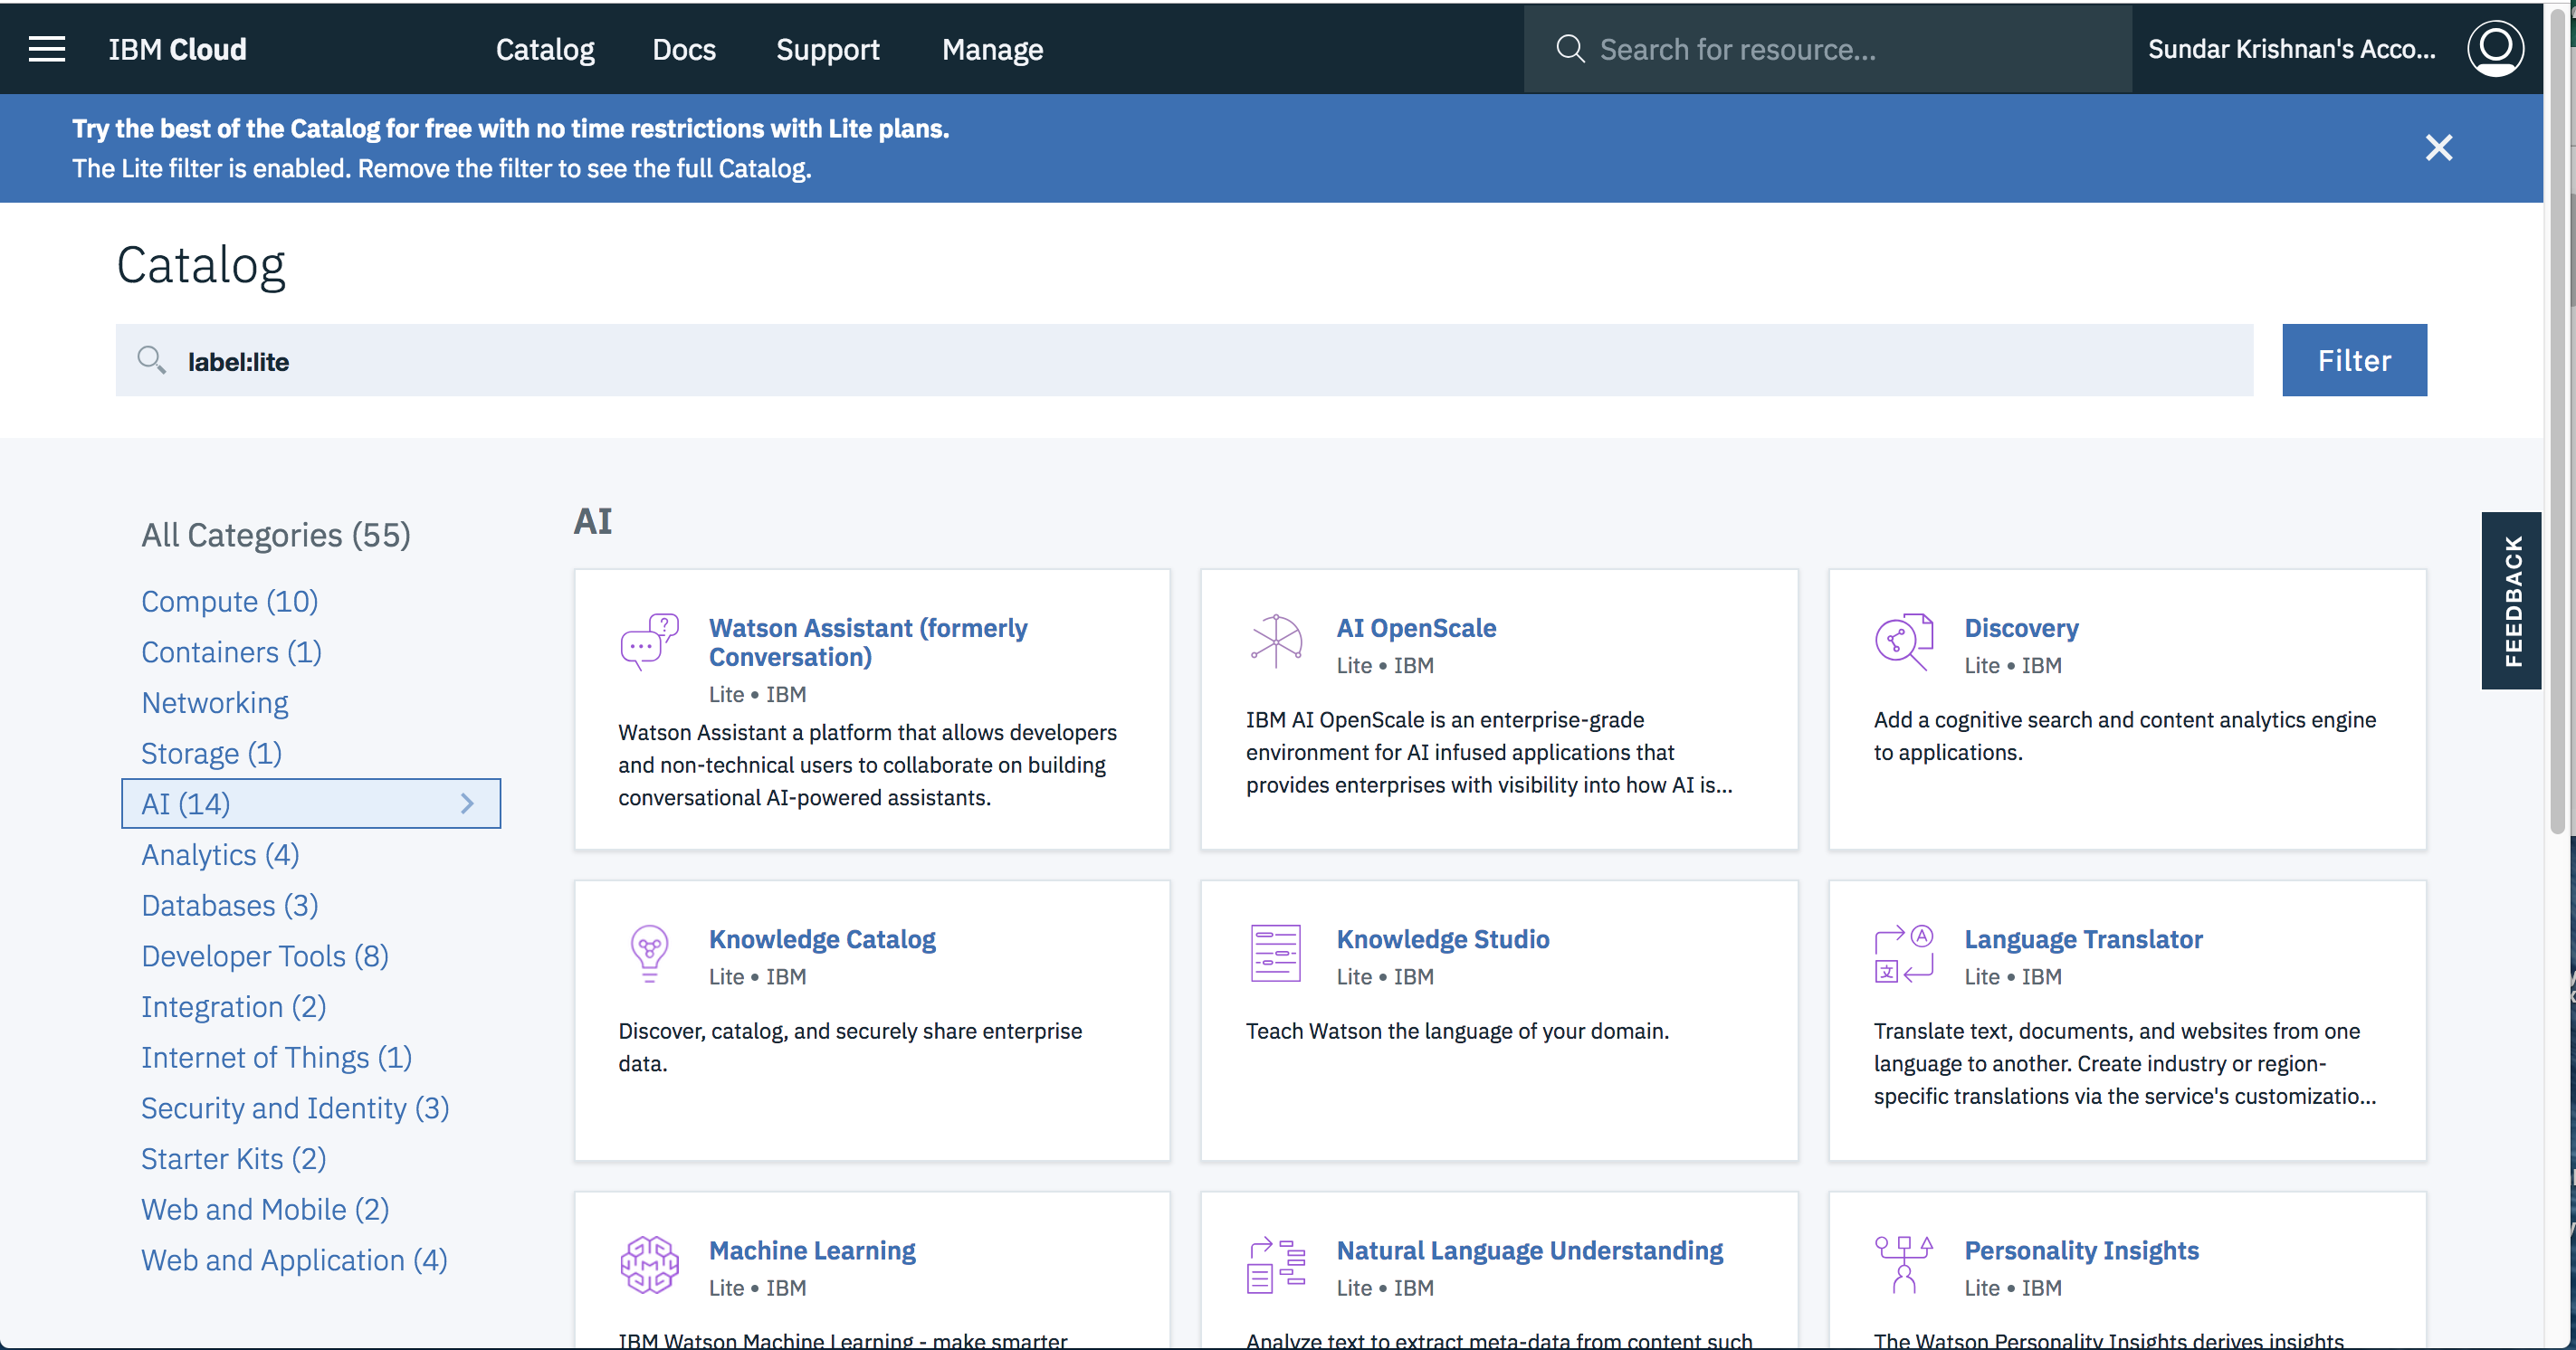 IBM Cloud
Catalog
Docs
Support
Manage
Search for resource...
Sundar Krishnan's Acco...
Try the best of the Catalog for free with no time restrictions with Lite plans.
The Lite filter is enabled. Remove the filter to see the full Catalog.
Catalog
label:lite
Filter
FEEDBACK
All Categories (55)
Compute (10)
Containers (1)
Networking
Storage (1)
AI (14)
Analytics (4)
Databases (3)
Developer Tools (8)
Integration (2)
Internet of Things (1)
Security and Identity (3)
Starter Kits (2)
Web and Mobile (2)
Web and Application (4)
AI
Watson Assistant (formerly
Conversation)
Lite • IBM
Watson Assistant a platform that allows developers
and non-technical users to collaborate on building
conversational AI-powered assistants.
AI OpenScale
Lite • IBM
IBM AI OpenScale is an enterprise-grade
environment for AI infused applications that
provides enterprises with visibility into how AI is...
Discovery
Lite • IBM
Add a cognitive search and content analytics engine
to applications.
Knowledge Catalog
Lite • IBM
Discover, catalog, and securely share enterprise
data.
Knowledge Studio
Lite • IBM
Teach Watson the language of your domain.
Language Translator
Lite • IBM
Translate text, documents, and websites from one
language to another. Create industry or region-
specific translations via the service's customizatio...
Machine Learning
Lite • IBM
IBM Watson Machine Learning - make smarter
Natural Language Understanding
Lite • IBM
Analyze text to extract meta-data from content such
Personality Insights
Lite • IBM
The Watson Personality Insights derives insights